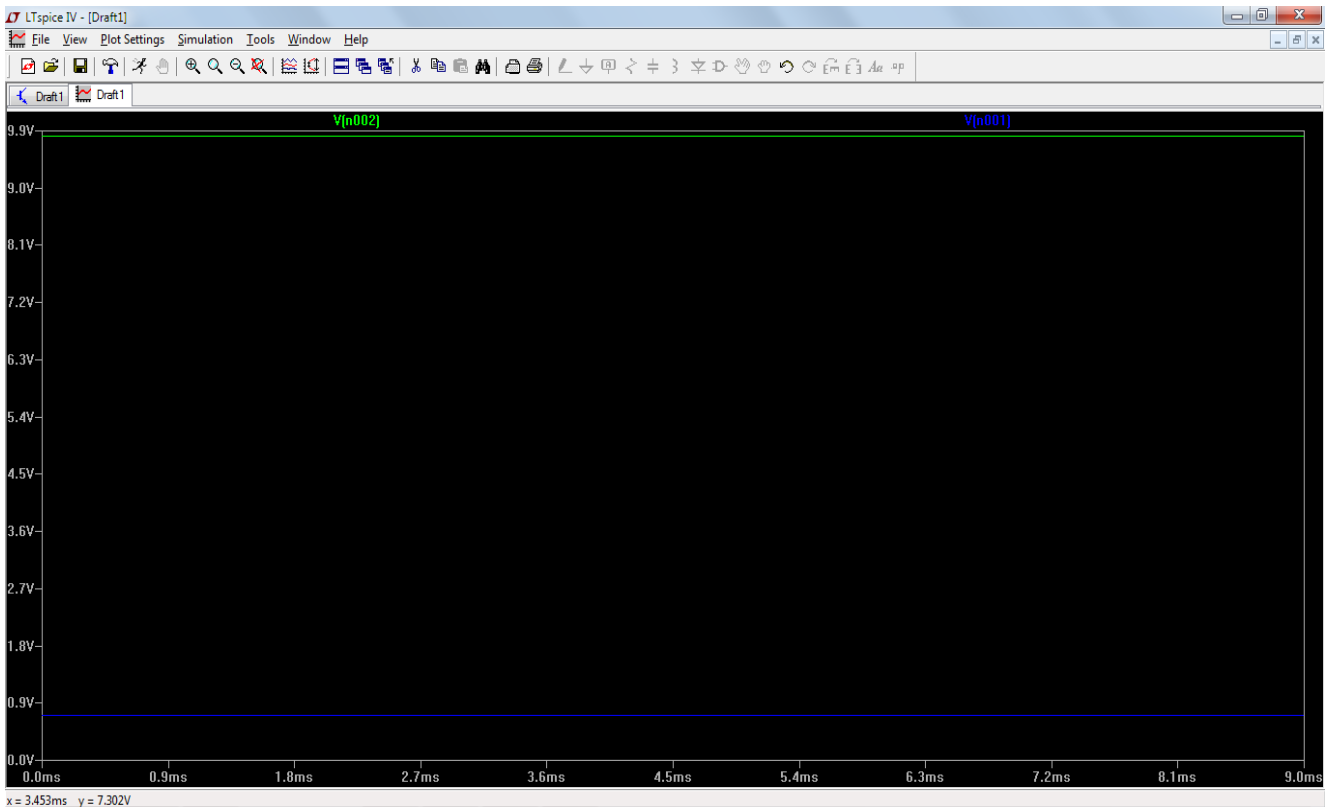 LTspice IV - [Draft1]
File View Plot Settings Simulation Tools Window Help
Draft1 Draft1
V(n002) V(n001)
9.9V
9.0V
8.1V
7.2V
6.3V
5.4V
4.5V
3.6V
2.7V
1.8V
0.9V
0.0V
0.0ms 0.9ms 1.8ms 2.7ms 3.6ms 4.5ms 5.4ms 6.3ms 7.2ms 8.1ms 9.0ms
x = 3.453ms y = 7.302V